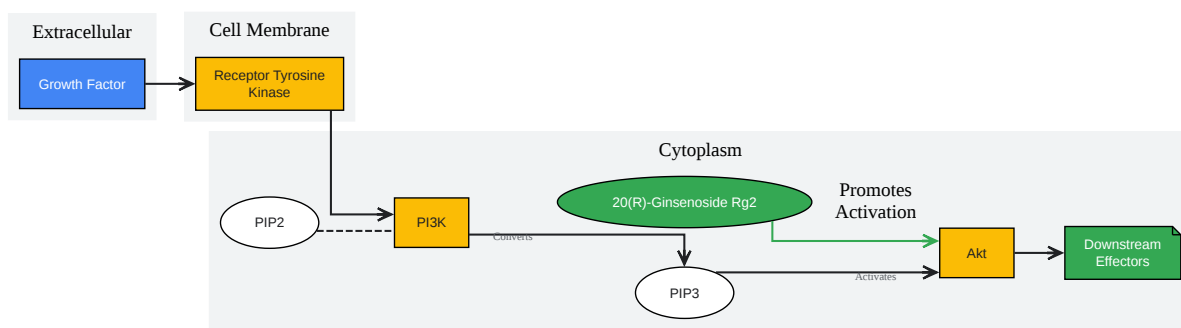 Extracellular
Growth Factor
Cell Membrane
Receptor Tyrosine
Kinase
Cytoplasm
PIP2
PI3K
Converts
20(R)-Ginsenoside Rg2
PIP3
Promotes
Activation
Activates
Akt
Downstream
Effectors